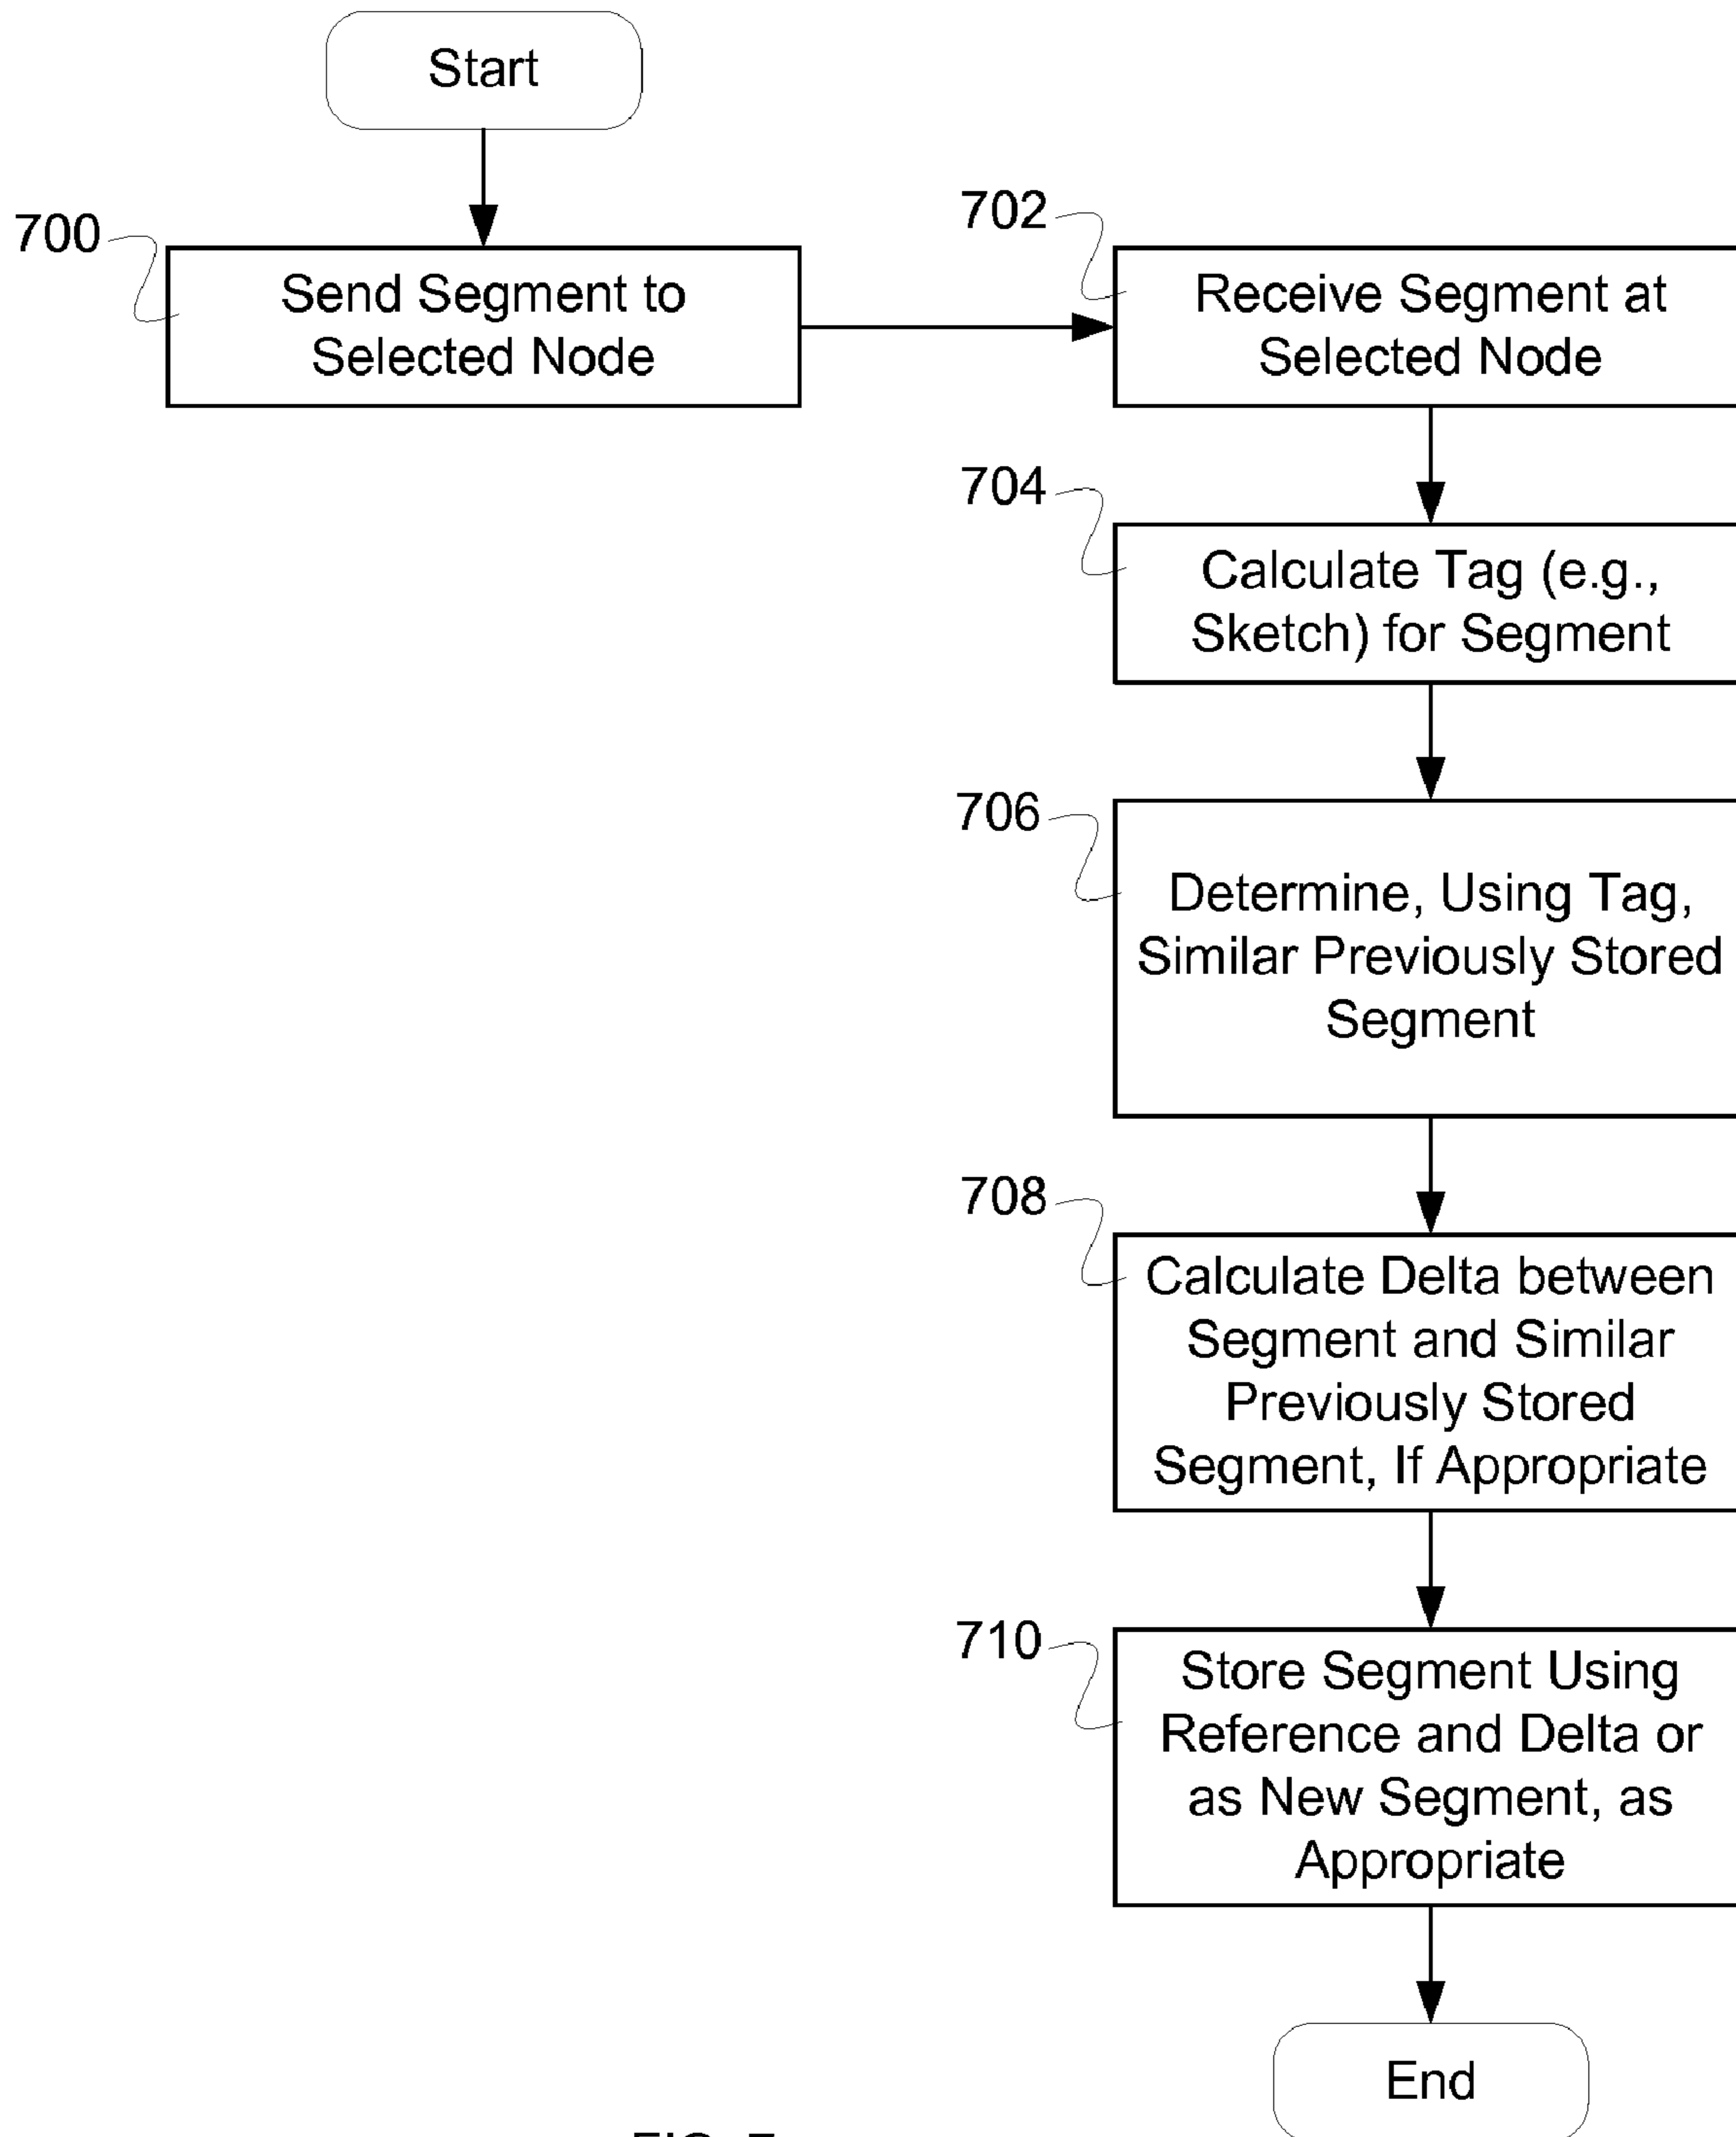 Start
700
Send Segment to
Selected Node
702
Receive Segment at
Selected Node
704
Calculate Tag (e.g.,
Sketch) for Segment
706
Determine, Using Tag,
Similar Previously Stored
Segment
708
Calculate Delta between
Segment and Similar
Previously Stored
Segment, If Appropriate
710
Store Segment Using
Reference and Delta or
as New Segment, as
Appropriate
End